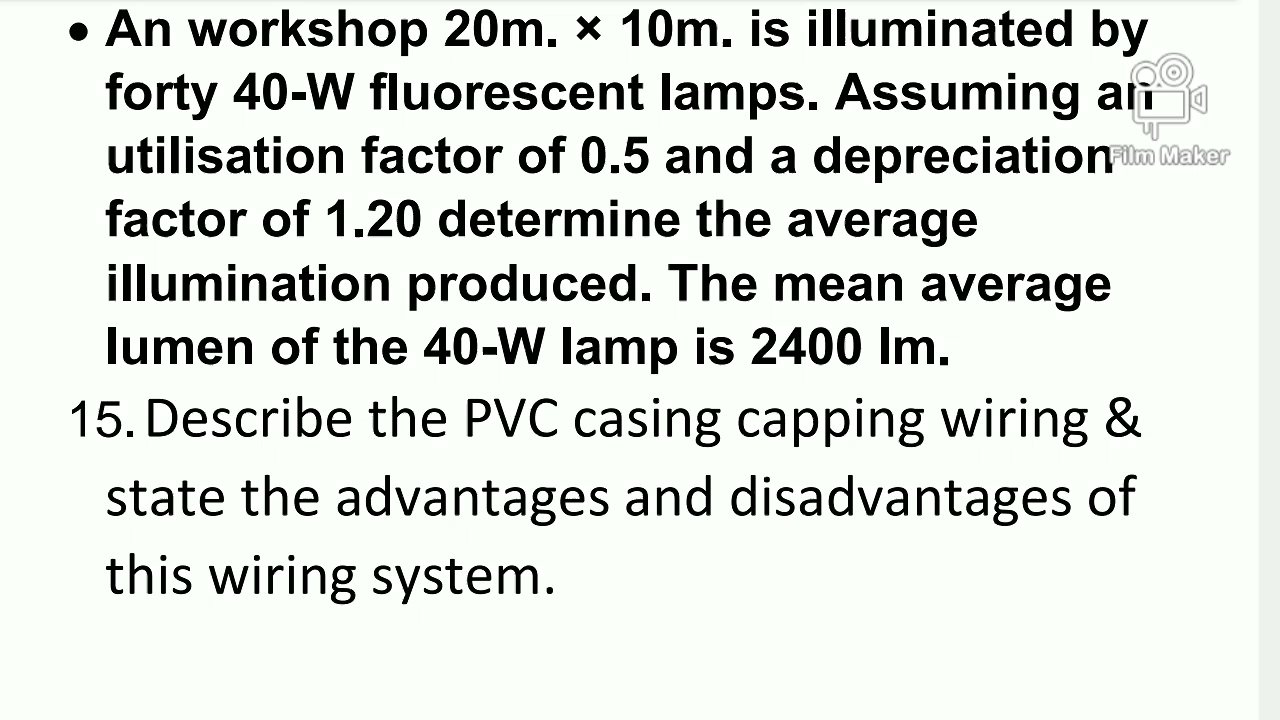 • An workshop 20m. × 10m. is illuminated by
forty 40-W fluorescent lamps. Assuming an
utilisation factor of 0.5 and a depreciation
Film Maker
factor of 1.20 determine the average
illumination produced. The mean average
lumen of the 40-W lamp is 2400 lm.
15. Describe the PVC casing capping wiring &
state the advantages and disadvantages of
this wiring system.